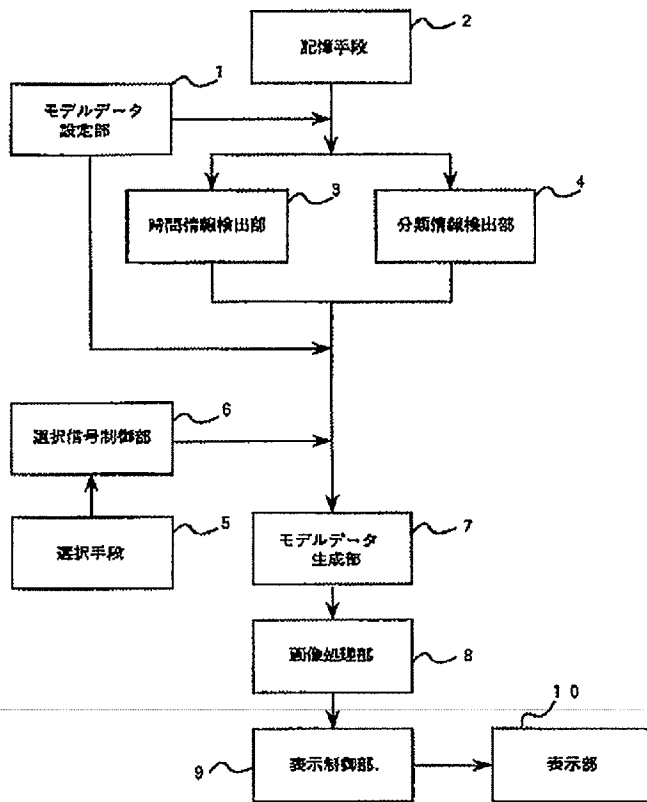 2
記憶手段
1
モデルデータ
設定部
3
時間情報検出部
4
分類情報検出部
6
選択信号制御部
5
選択手段
7
モデルデータ
生成部
8
画像処理部
9
表示制御部.
10
表示部